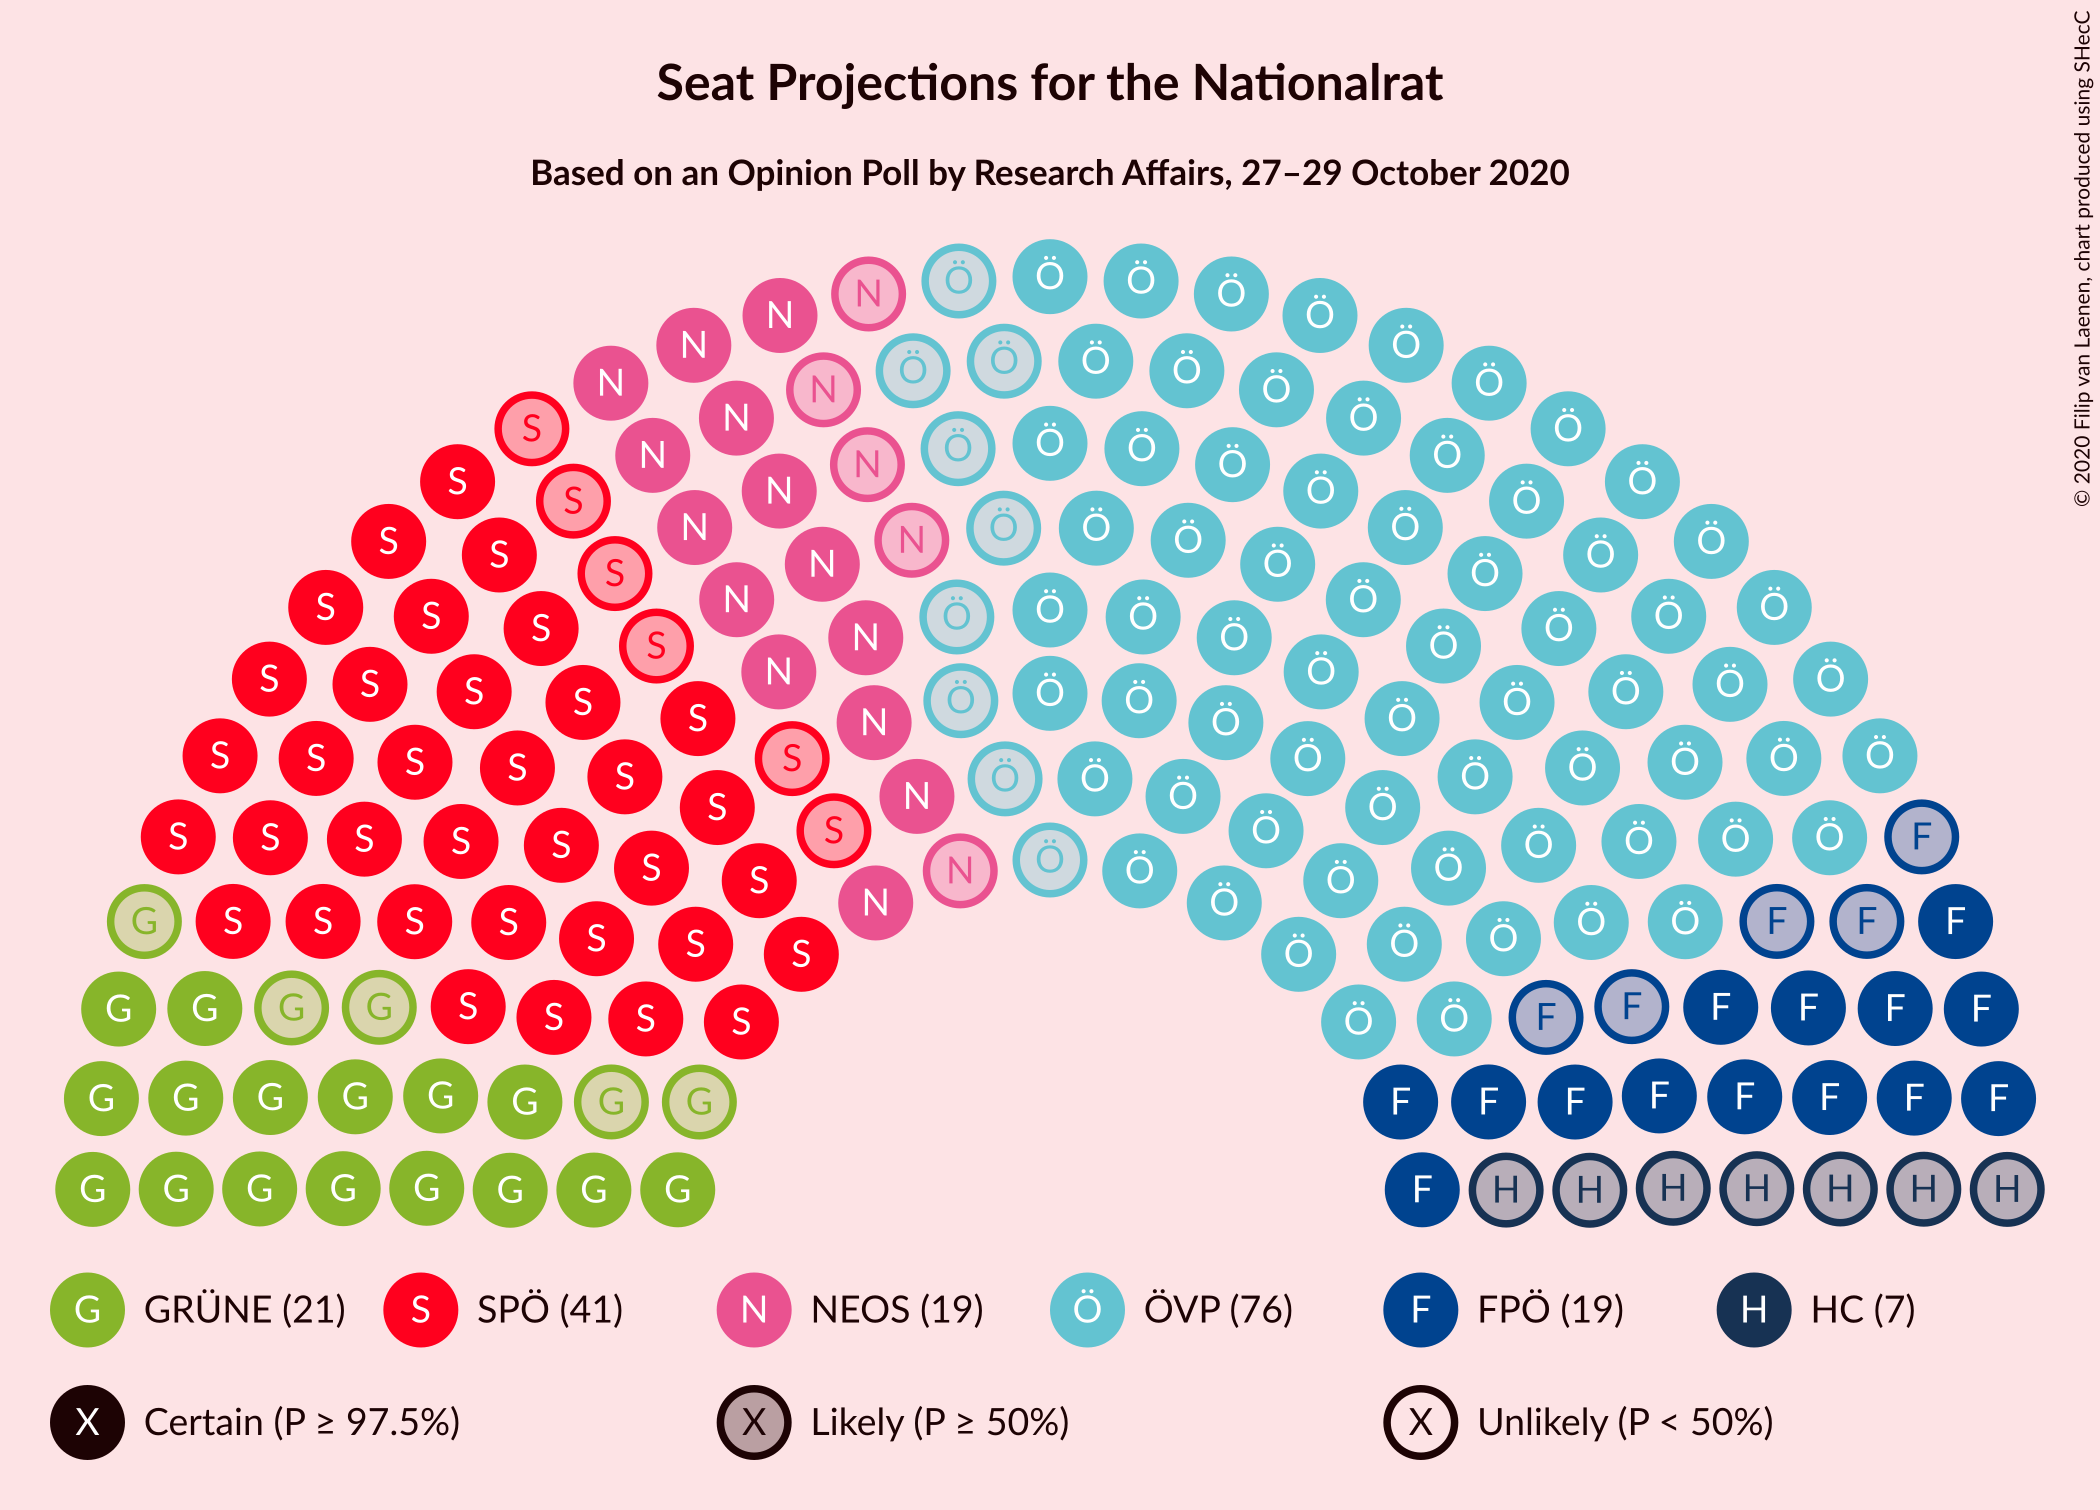 Seat Projections for the Nationalrat
Based on an Opinion Poll by Research Affairs, 27–29 October 2020
© 2020 Filip van Laenen, chart produced using SHecC
N Ö Ö Ö Ö
N Ö
N Ö
Ö Ö Ö Ö
N N Ö Ö
S N Ö Ö
N N Ö Ö Ö Ö Ö
S S N Ö Ö Ö
S S N N Ö Ö Ö Ö Ö Ö
S N Ö Ö
S S S N N Ö Ö Ö Ö Ö Ö Ö Ö
S S S S N Ö Ö Ö Ö Ö
S S N Ö Ö Ö Ö Ö Ö
S S S S S S Ö Ö Ö Ö Ö Ö Ö Ö
S N Ö Ö
S S S S S S S S N Ö Ö Ö Ö Ö Ö Ö Ö Ö F
G S S S S S S S N Ö Ö Ö Ö Ö Ö F F F
G G G G S S S S Ö Ö F F F F F F
G G G G G G G G F F F F F F F F
G G G G G G G G F H H H H H H H
G GRÜNE (21) S SPÖ (41) N NEOS (19) Ö ÖVP (76) F FPÖ (19) H HC (7)
X Certain (P ≥ 97.5%) X Likely (P ≥ 50%) X Unlikely (P < 50%)